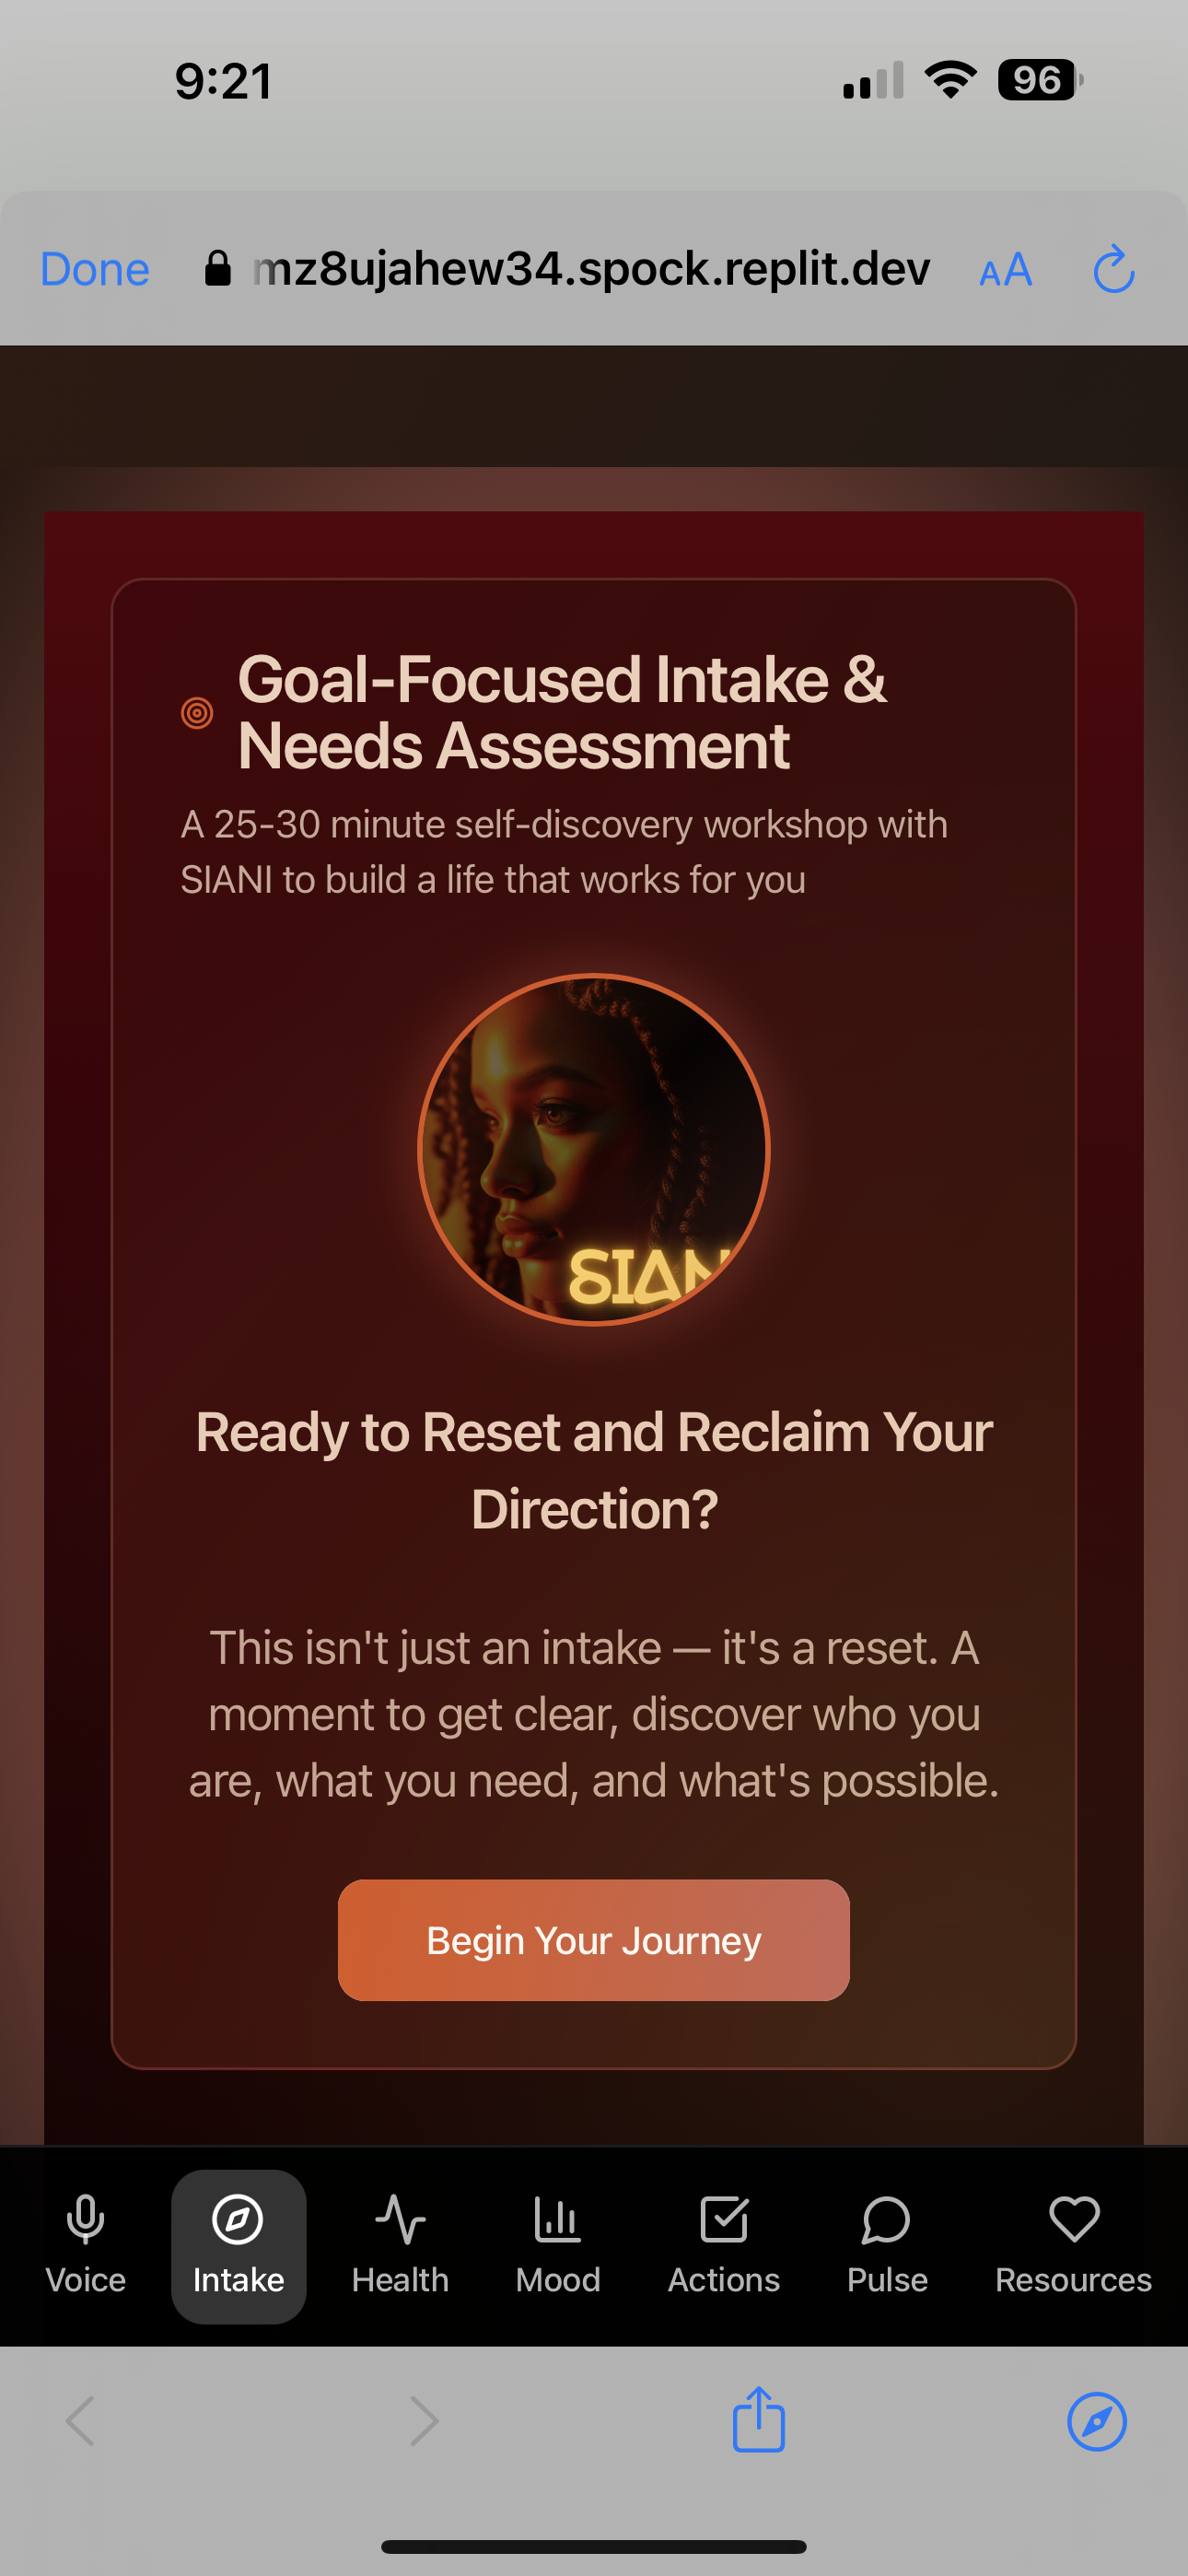 9:21
96
Done
mz8ujahew34.spock.replit.dev
AA
Goal-Focused Intake &
Needs Assessment
A 25-30 minute self-discovery workshop with
SIANI to build a life that works for you
SIAN
Ready to Reset and Reclaim Your
Direction?
This isn't just an intake — it's a reset. A
moment to get clear, discover who you
are, what you need, and what's possible.
Begin Your Journey
Voice
Intake
Health
Mood
Actions
Pulse
Resources